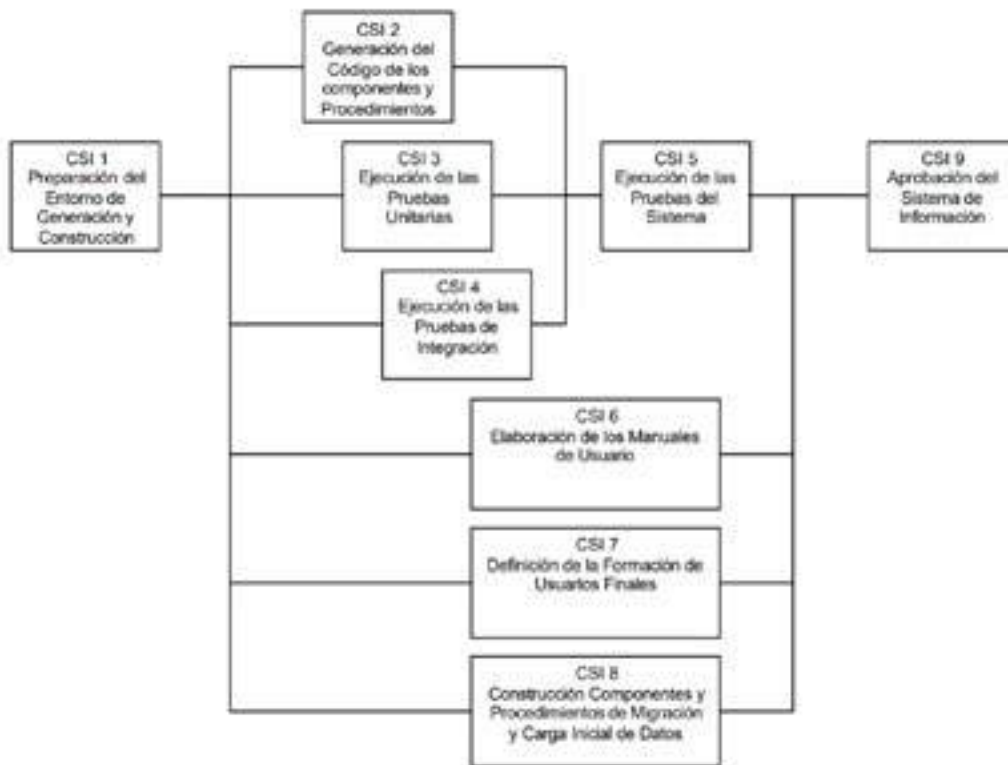 CSI 1
Preparación del
Entorno de
Generación y
Construcción
CSI 2
Generación del
Código de los
componentes y
Procedimientos
CSI 3
Ejecución de las
Pruebas
Unitarias
CSI 4
Ejecución de las
Pruebas de
Integración
CSI 5
Ejecución de las
Pruebas del
Sistema
CSI 6
Elaboración de los Manuales
de Usuario
CSI 7
Definición de la Formación de
Usuarios Finales
CSI 8
Construcción Componentes y
Procedimientos de Migración
y Carga Inicial de Datos
CSI 9
Aprobación del
Sistema de
Información